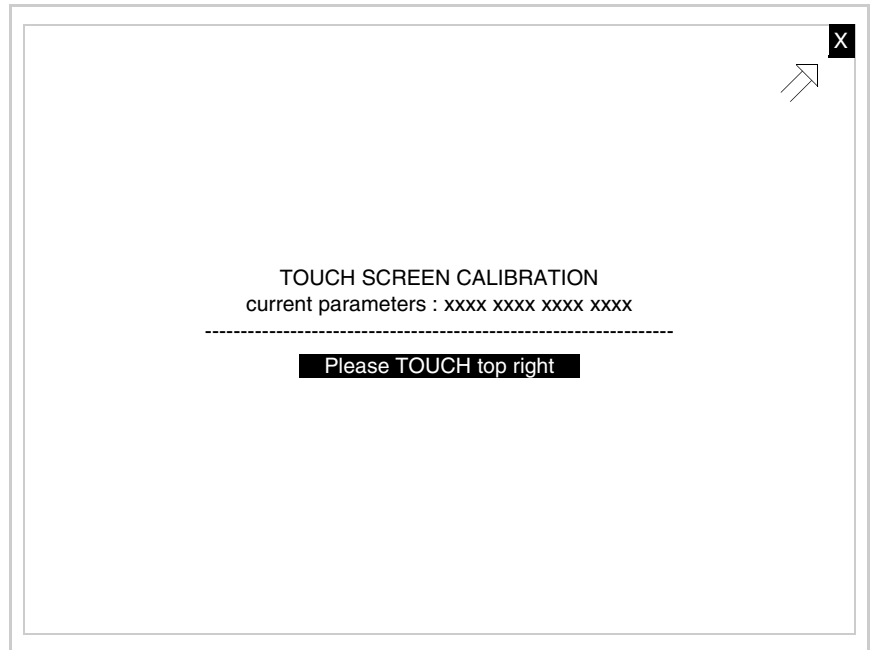 X
TOUCH SCREEN CALIBRATION
current parameters : xxxx xxxx xxxx xxxx
------------------------------------------------------------------
Please TOUCH top right